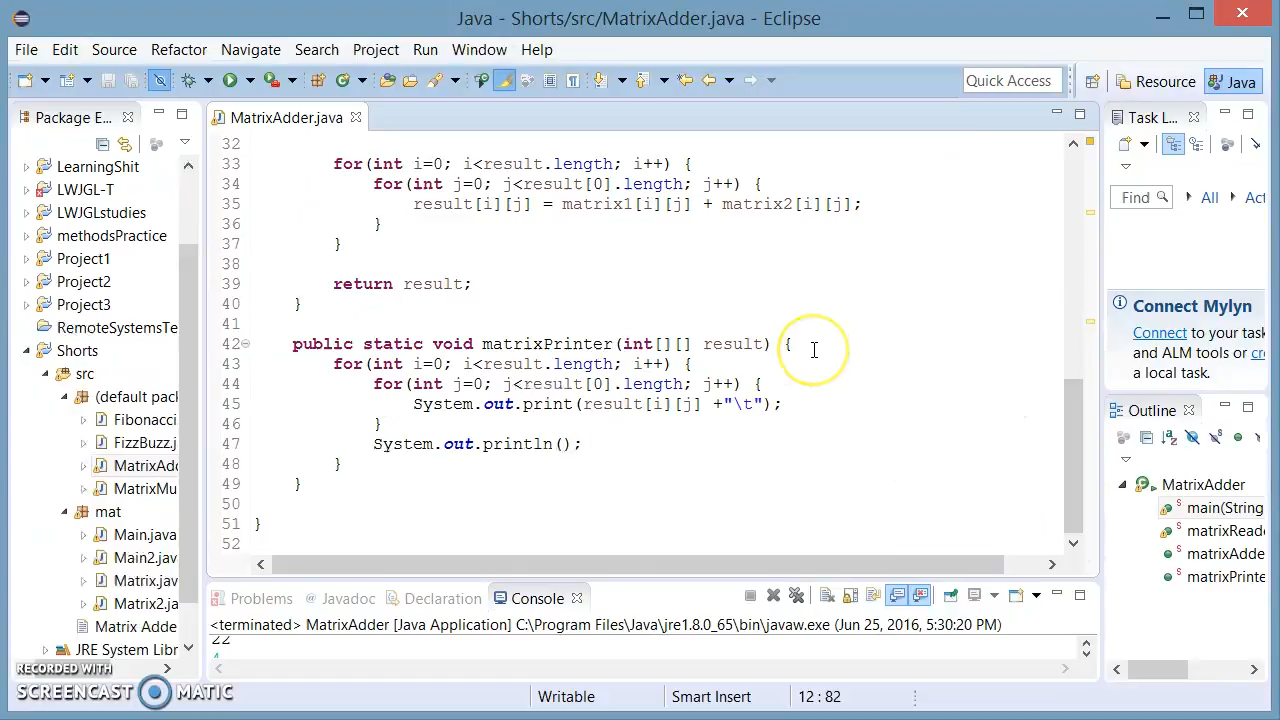 Java - Shorts/src/MatrixAdder.java - Eclipse
File Edit Source Refactor Navigate Search Project Run Window Help
Quick Access Resource Java
Package E...
LearningShit
LWJGL-T
LWJGLstudies
methodsPractice
Project1
Project2
Project3
RemoteSystemsTe
Shorts
src
(default pack
Fibonacci
FizzBuzz.j
MatrixAdd
MatrixMu
mat
Main.java
Main2.jav
Matrix.jav
Matrix2.ja
Matrix Adde
JRE System Libr
MatrixAdder.java
32
33 for(int i=0; i<result.length; i++) {
34 for(int j=0; j<result[0].length; j++) {
35 result[i][j] = matrix1[i][j] + matrix2[i][j];
36 }
37 }
38
39 return result;
40 }
41
42 public static void matrixPrinter(int[][] result) {
43 for(int i=0; i<result.length; i++) {
44 for(int j=0; j<result[0].length; j++) {
45 System.out.print(result[i][j] +"\t");
46 }
47 System.out.println();
48 }
49 }
50
51 }
52
Problems Javadoc Declaration Console
<terminated> MatrixAdder [Java Application] C:\Program Files\Java\jre1.8.0_65\bin\javaw.exe (Jun 25, 2016, 5:30:20 PM)
22
Task L...
Find All Act
Connect Mylyn
Connect to your task
and ALM tools or cre
a local task.
Outline
MatrixAdder
main(String
matrixReade
matrixAdde
matrixPrinte
Writable Smart Insert 12 : 82
RECORDED WITH
SCREENCAST MATIC